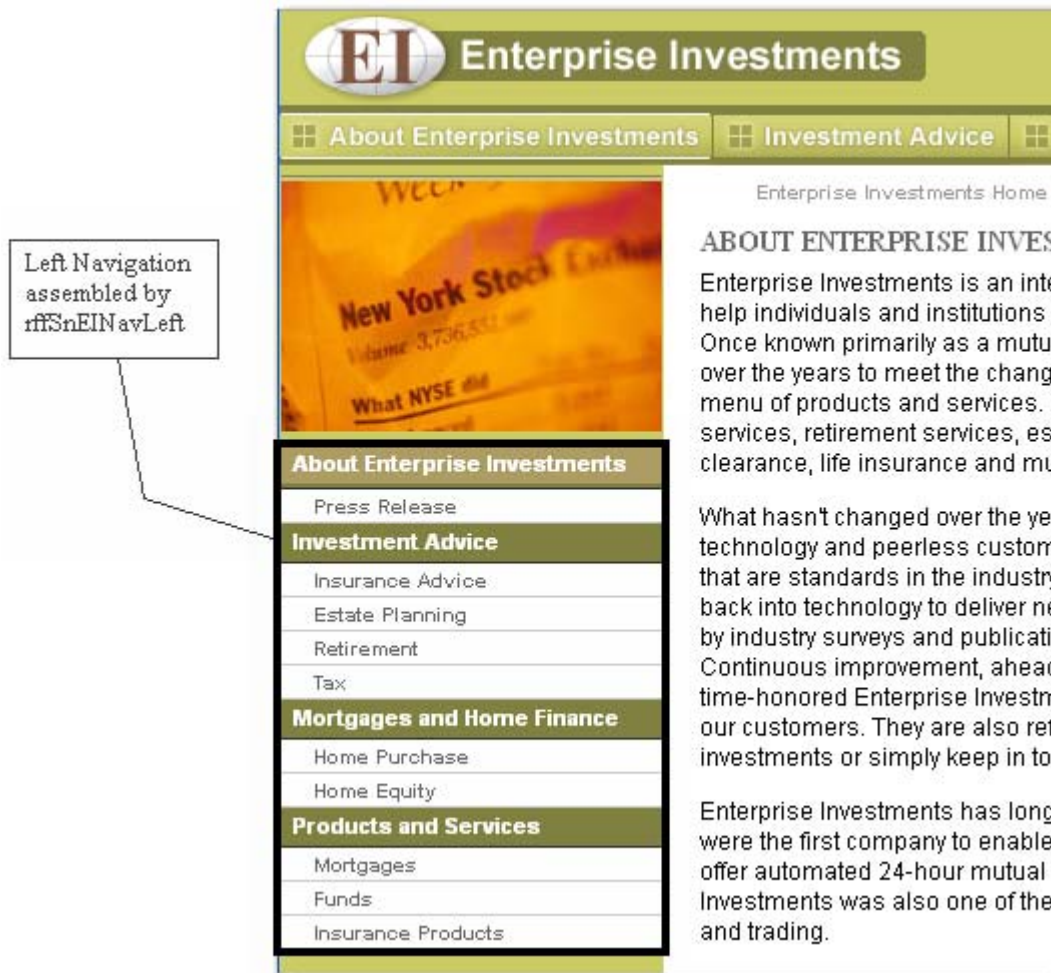 EI Enterprise Investments
About Enterprise Investments Investment Advice
Enterprise Investments Home
Left Navigation
assembled by
rffSnEINavLeft
New York Stock
Volume 3,736,551
What NYSE did
ABOUT ENTERPRISE INVES
Enterprise Investments is an inte
help individuals and institutions
Once known primarily as a mutu
over the years to meet the chang
menu of products and services.
services, retirement services, es
clearance, life insurance and mu
What hasn't changed over the ye
technology and peerless custom
that are standards in the industry
back into technology to deliver ne
by industry surveys and publicati
Continuous improvement, ahead
time-honored Enterprise Investm
our customers. They are also ref
investments or simply keep in to
Enterprise Investments has long
were the first company to enable
offer automated 24-hour mutual
Investments was also one of the
and trading.
About Enterprise Investments
Press Release
Investment Advice
Insurance Advice
Estate Planning
Retirement
Tax
Mortgages and Home Finance
Home Purchase
Home Equity
Products and Services
Mortgages
Funds
Insurance Products